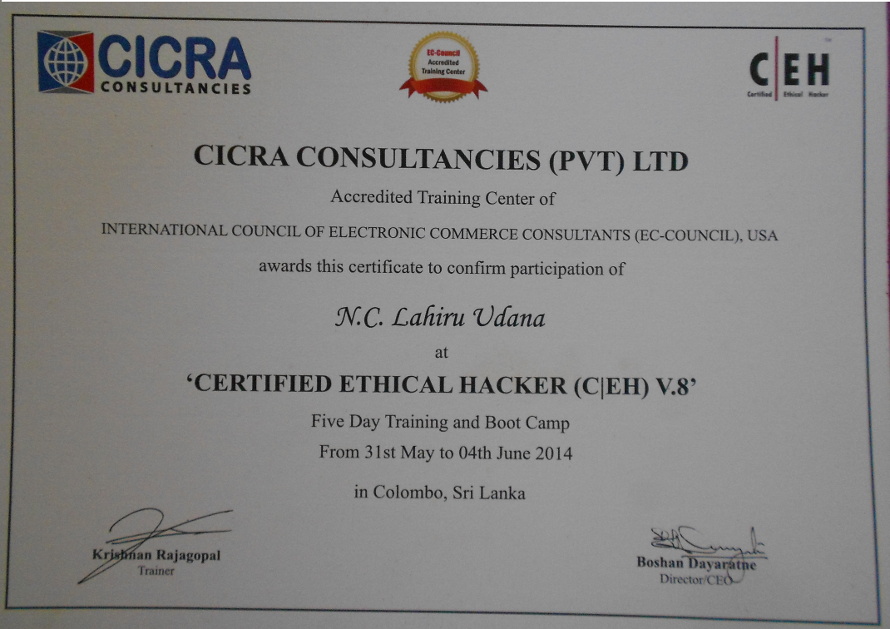 CICRA
CONSULTANCIES
EC-Council
Accredited
Training Center
C EH
Certified Ethical Hacker
TM
CICRA CONSULTANCIES (PVT) LTD
Accredited Training Center of
INTERNATIONAL COUNCIL OF ELECTRONIC COMMERCE CONSULTANTS (EC-COUNCIL), USA
awards this certificate to confirm participation of
N.C. Lahiru Udana
at
‘CERTIFIED ETHICAL HACKER (C|EH) V.8’
Five Day Training and Boot Camp
From 31st May to 04th June 2014
in Colombo, Sri Lanka
Krishnan Rajagopal
Trainer
Boshan Dayaratne
Director/CEO